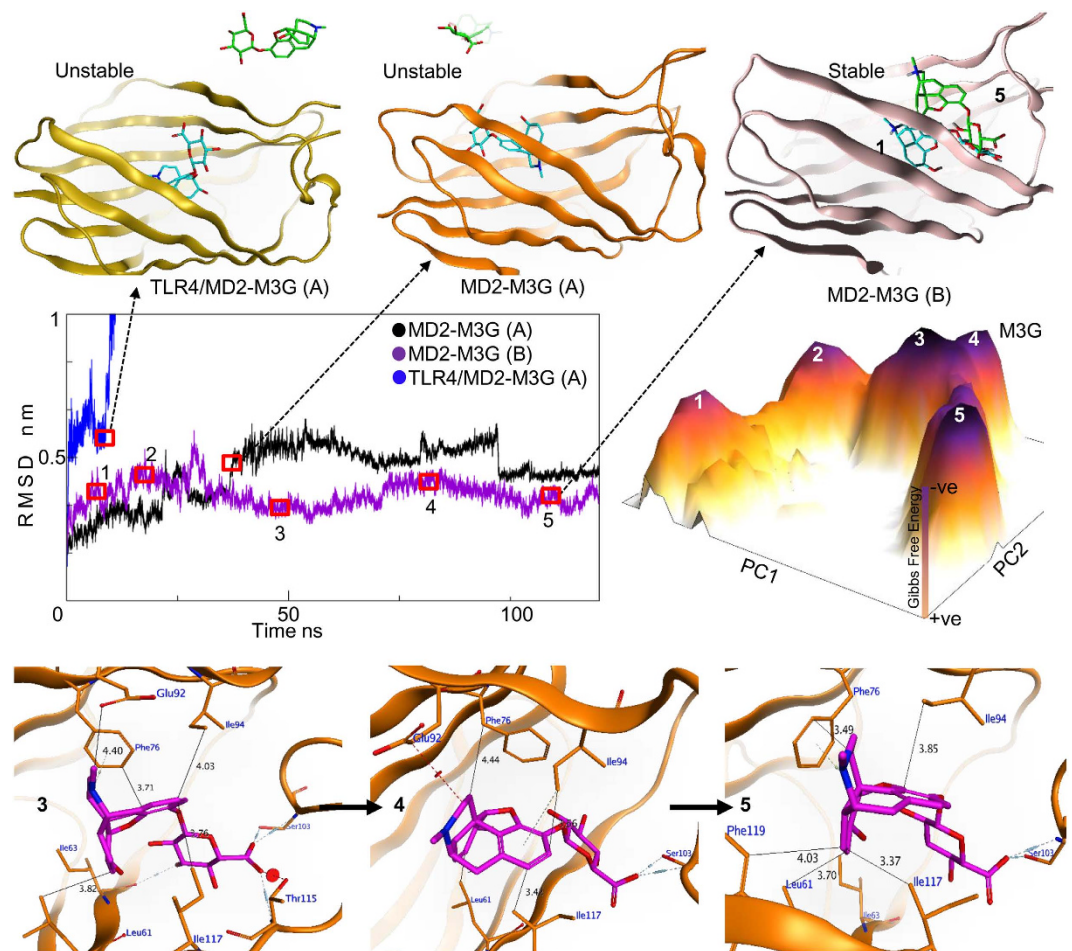 Unstable
Unstable
Stable
5
1
TLR4/MD2-M3G (A)
MD2-M3G (A)
MD2-M3G (B)
1
0.5
0
RMSD nm
MD2-M3G (A)
MD2-M3G (B)
TLR4/MD2-M3G (A)
1
2
3
4
5
50
100
Time ns
M3G
1
2
3
4
5
-ve
Gibbs Free Energy
+ve
PC1
PC2
Glu92
Ile94
Phe76
4.40
4.03
3.71
3
3.76
Ser103
Ile63
3.82
Thr115
Leu61
Ile117
Phe76
Glu92
4.44
Ile94
4
Ser103
Leu61
Ile117
Phe76
3.49
Ile94
3.85
5
Phe119
Ser103
4.03
3.37
3.70
Leu61
Ile117
Ile63